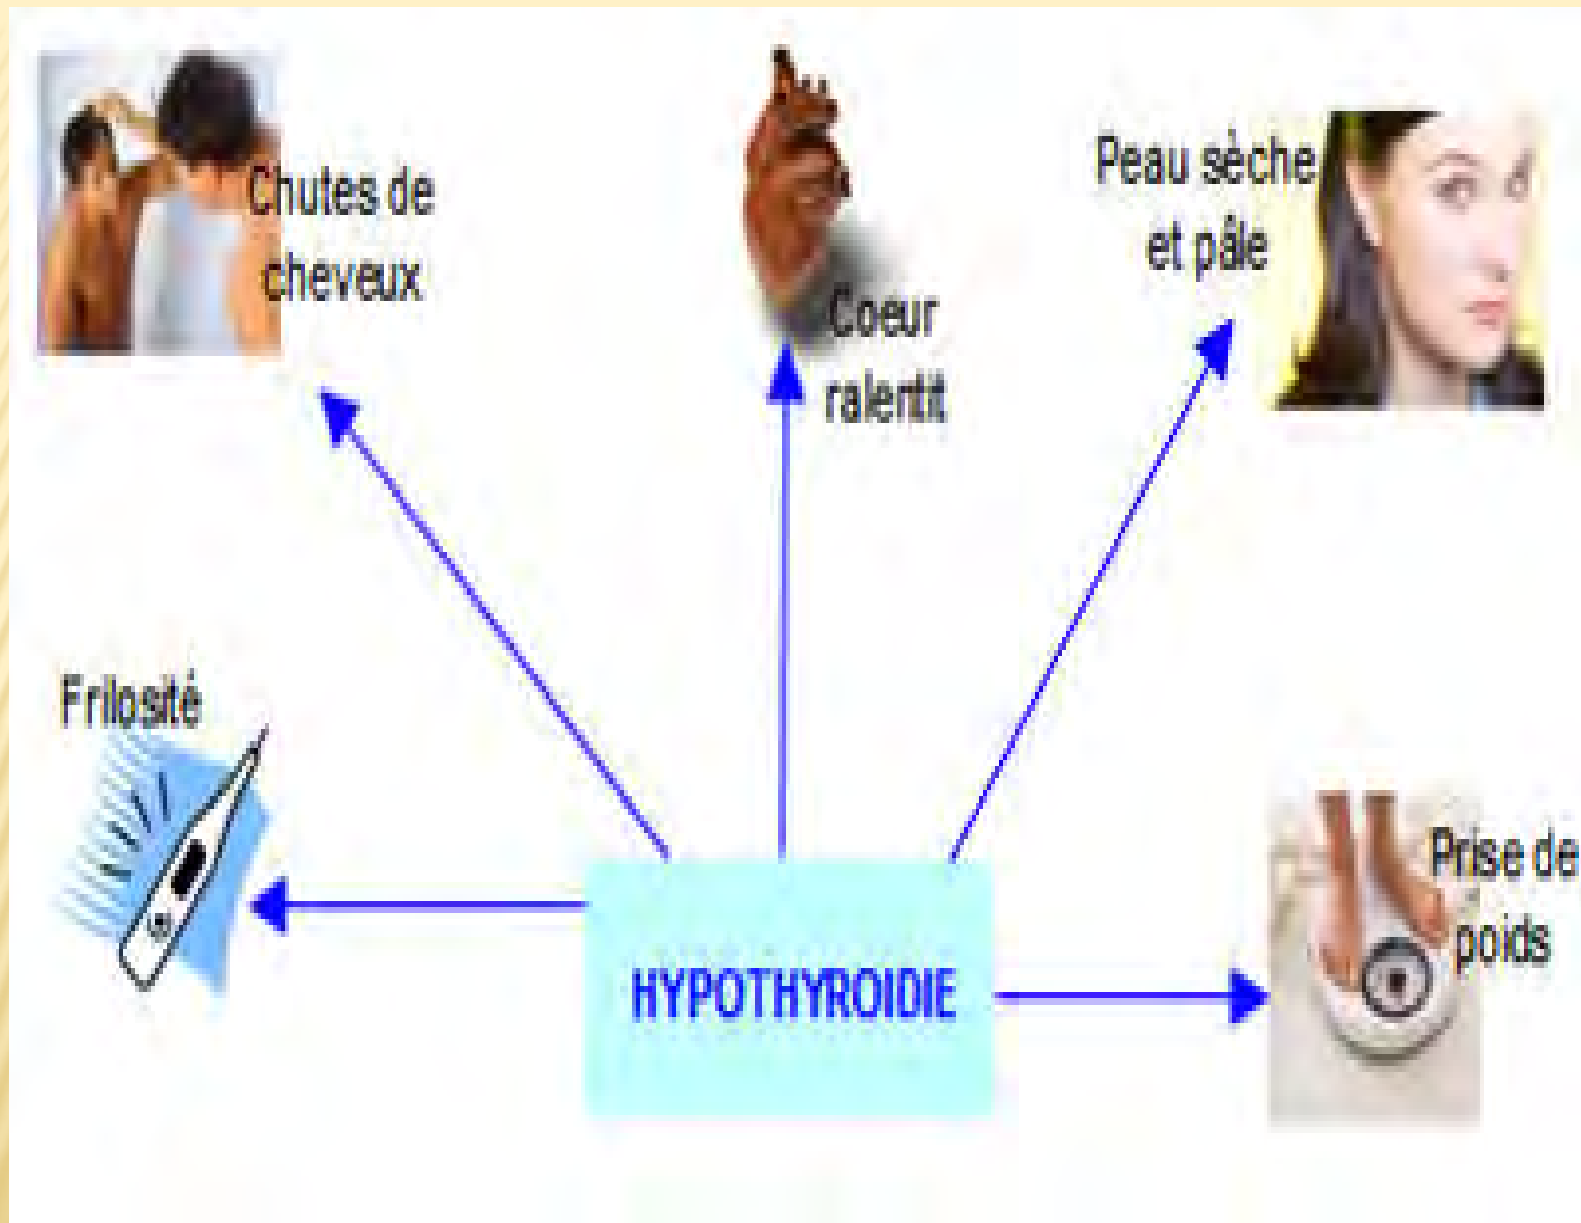 Chutes de
cheveux
Coeur
ralentit
Peau sèche
et pâle
Frilosité
Prise de
poids
HYPOTHYROIDIE